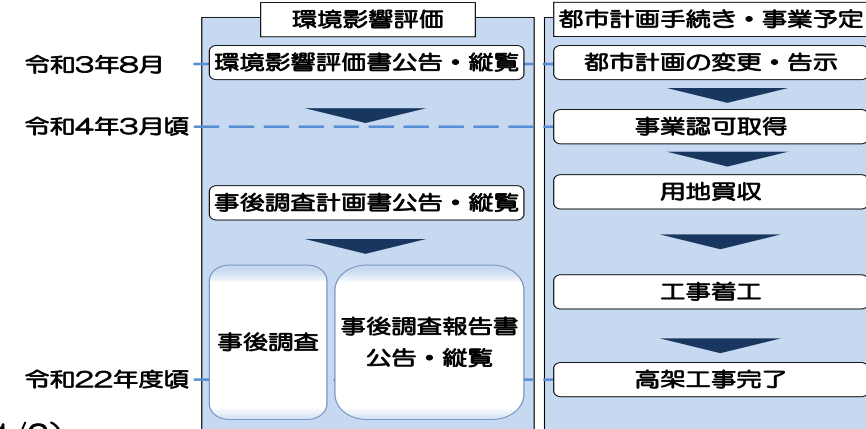 環境影響評価
都市計画手続き・事業予定
令和3年8月
環境影響評価書公告・縦覧
都市計画の変更・告示
令和4年3月頃
事業認可取得
事後調査計画書公告・縦覧
用地買収
工事着工
事後調査
事後調査報告書
公告・縦覧
令和22年度頃
高架工事完了